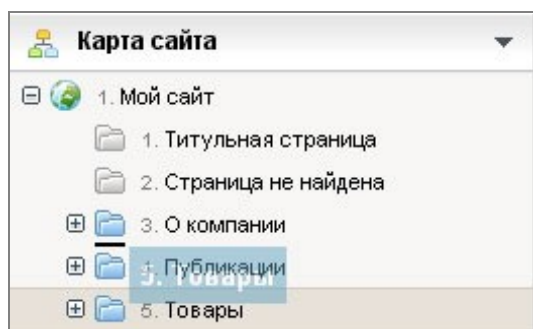 Карта сайта
1. Мой сайт
1. Титульная страница
2. Страница не найдена
3. О компании
4. Публикации
5. Товары
5. Товары